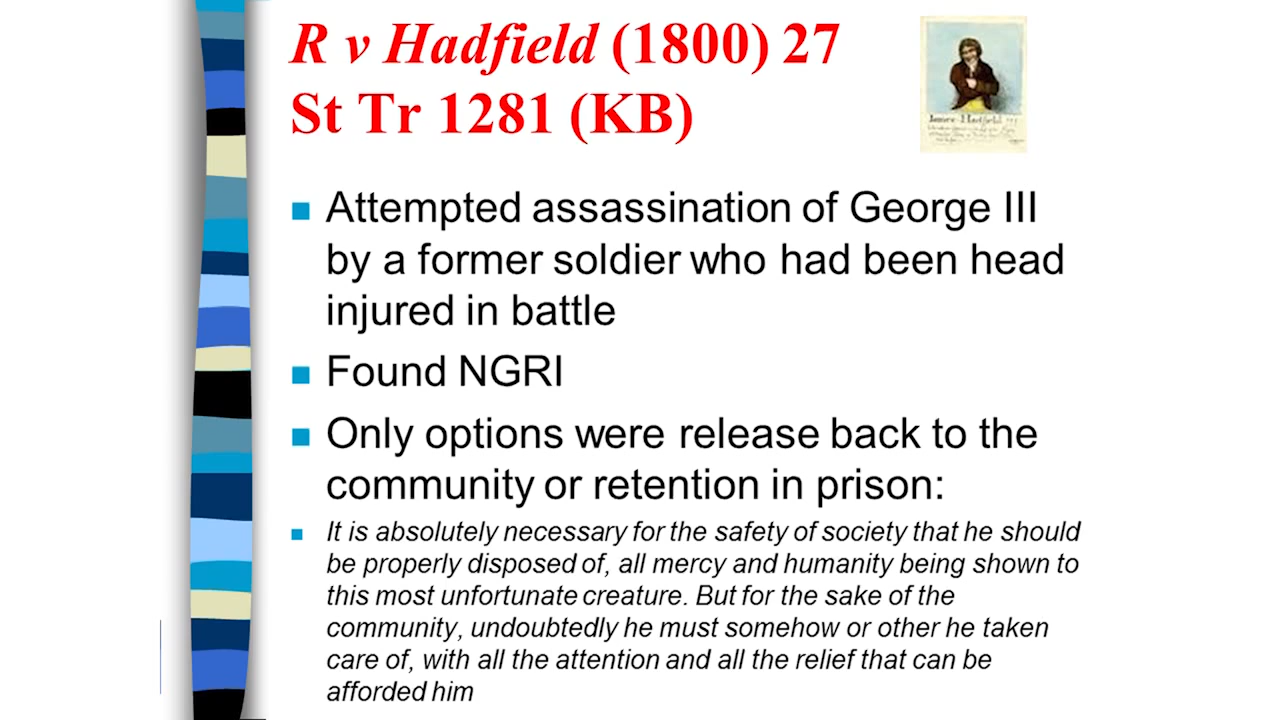 R v Hadfield (1800) 27
St Tr 1281 (KB)
James Hadfield
■ Attempted assassination of George III
by a former soldier who had been head
injured in battle
■ Found NGRI
■ Only options were release back to the
community or retention in prison:
■ It is absolutely necessary for the safety of society that he should
be properly disposed of, all mercy and humanity being shown to
this most unfortunate creature. But for the sake of the
community, undoubtedly he must somehow or other he taken
care of, with all the attention and all the relief that can be
afforded him